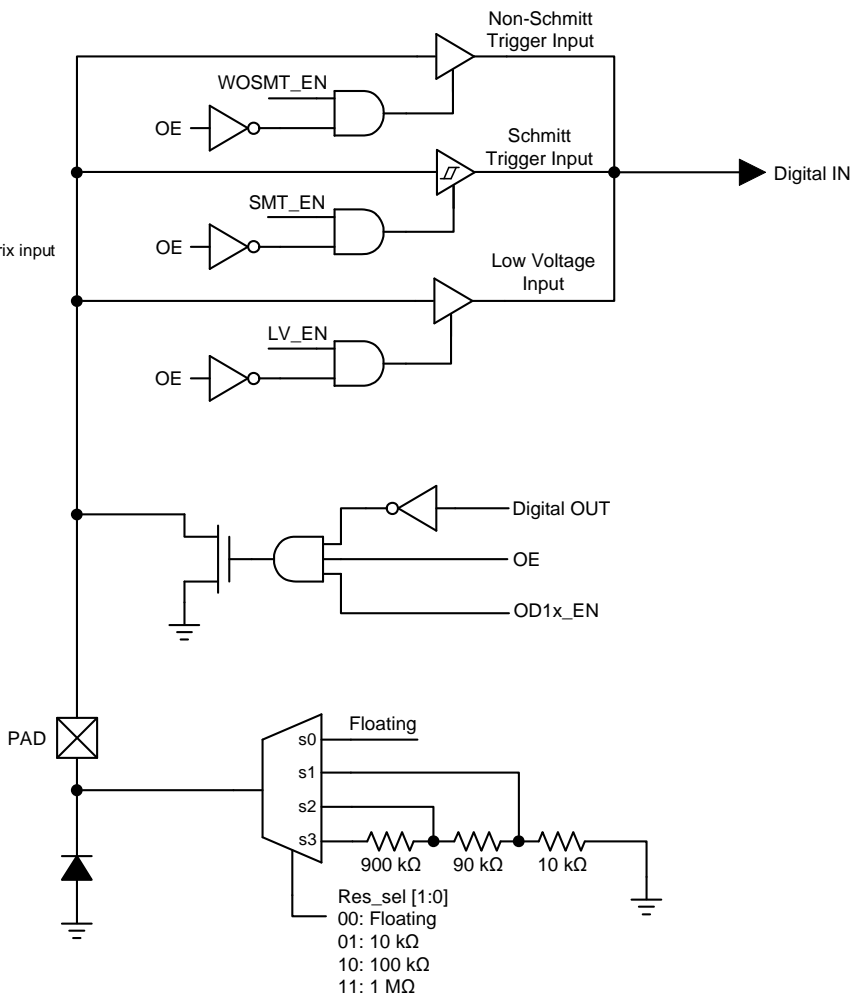 Non-Schmitt
Trigger Input
WOSMT_EN
OE
Schmitt
Trigger Input
Digital IN
SMT_EN
OE
rix input
Low Voltage
Input
LV_EN
OE
Digital OUT
OE
OD1x_EN
PAD
Floating
s0
s1
s2
s3
900 kΩ
90 kΩ
10 kΩ
Res_sel [1:0]
00: Floating
01: 10 kΩ
10: 100 kΩ
11: 1 MΩ